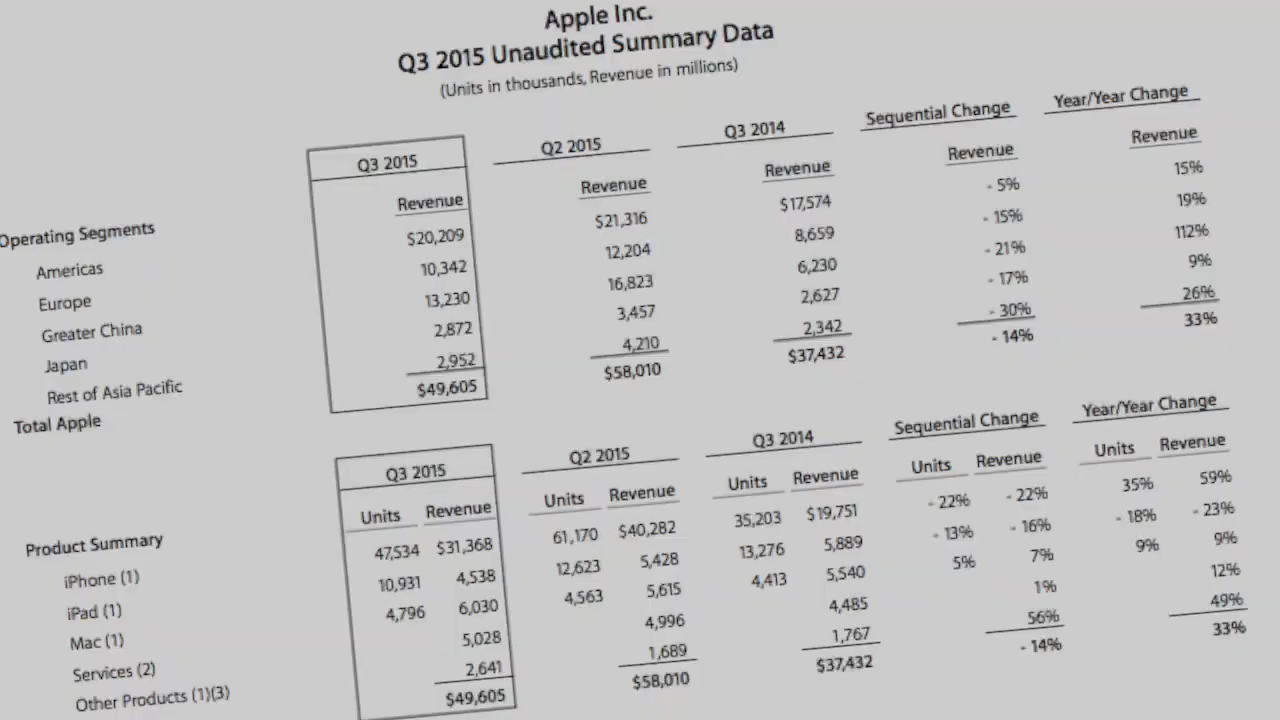 Apple Inc.
Q3 2015 Unaudited Summary Data
(Units in thousands, Revenue in millions)
Q3 2015 Q2 2015 Q3 2014 Sequential Change Year/Year Change
Operating Segments Revenue Revenue Revenue Revenue Revenue
Americas $20,209 $21,316 $17,574 - 5% 15%
Europe 10,342 12,204 8,659 - 15% 19%
Greater China 13,230 16,823 6,230 - 21% 112%
Japan 2,872 3,457 2,627 - 17% 9%
Rest of Asia Pacific 2,952 4,210 2,342 - 30% 26%
Total Apple $49,605 $58,010 $37,432 - 14% 33%
Q3 2015 Q2 2015 Q3 2014 Sequential Change Year/Year Change
Product Summary Units Revenue Units Revenue Units Revenue Units Revenue Units Revenue
iPhone (1) 47,534 $31,368 61,170 $40,282 35,203 $19,751 - 22% - 22% 35% 59%
iPad (1) 10,931 4,538 12,623 5,428 13,276 5,889 - 13% - 16% - 18% - 23%
Mac (1) 4,796 6,030 4,563 5,615 4,413 5,540 5% 7% 9% 9%
Services (2) 5,028 4,996 4,485 1% 12%
Other Products (1)(3) 2,641 1,689 1,767 56% 49%
$49,605 $58,010 $37,432 - 14% 33%